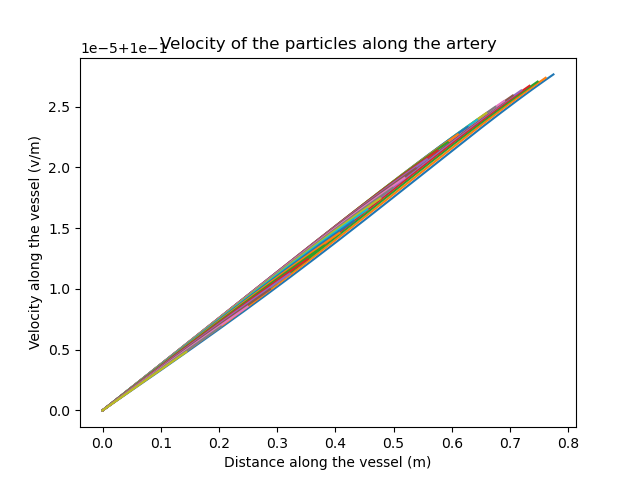 Velocity of the particles along the artery
1e−5+1e−1
2.5
2.0
1.5
1.0
0.5
0.0
Velocity along the vessel (v/m)
0.0 0.1 0.2 0.3 0.4 0.5 0.6 0.7 0.8
Distance along the vessel (m)